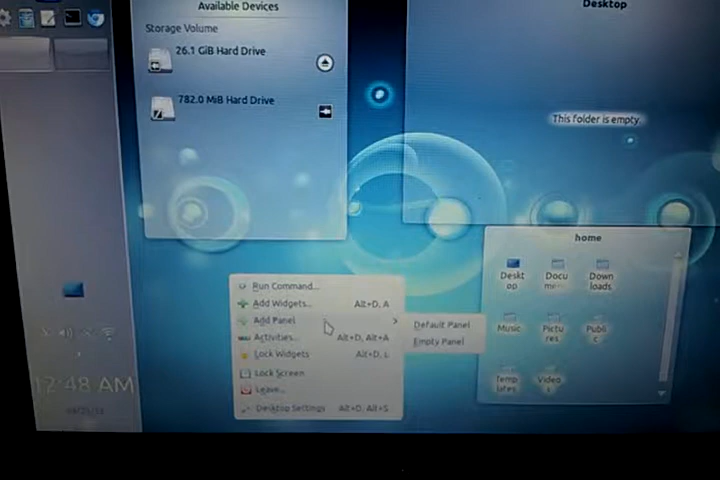 Available Devices
Storage Volume
26.1 GiB Hard Drive
782.0 MiB Hard Drive
Desktop
This folder is empty.
home
Deskt
op
Docu
men
Down
loads
Music
Pictu
res
Publi
c
Temp
lates
Video
s
Run Command...
Add Widgets... Alt+D, A
Add Panel
Default Panel
Empty Panel
Activities... Alt+D, Alt+A
Lock Widgets Alt+D, L
Lock Screen
Leave...
Desktop Settings Alt+D, Alt+S
12:48 AM